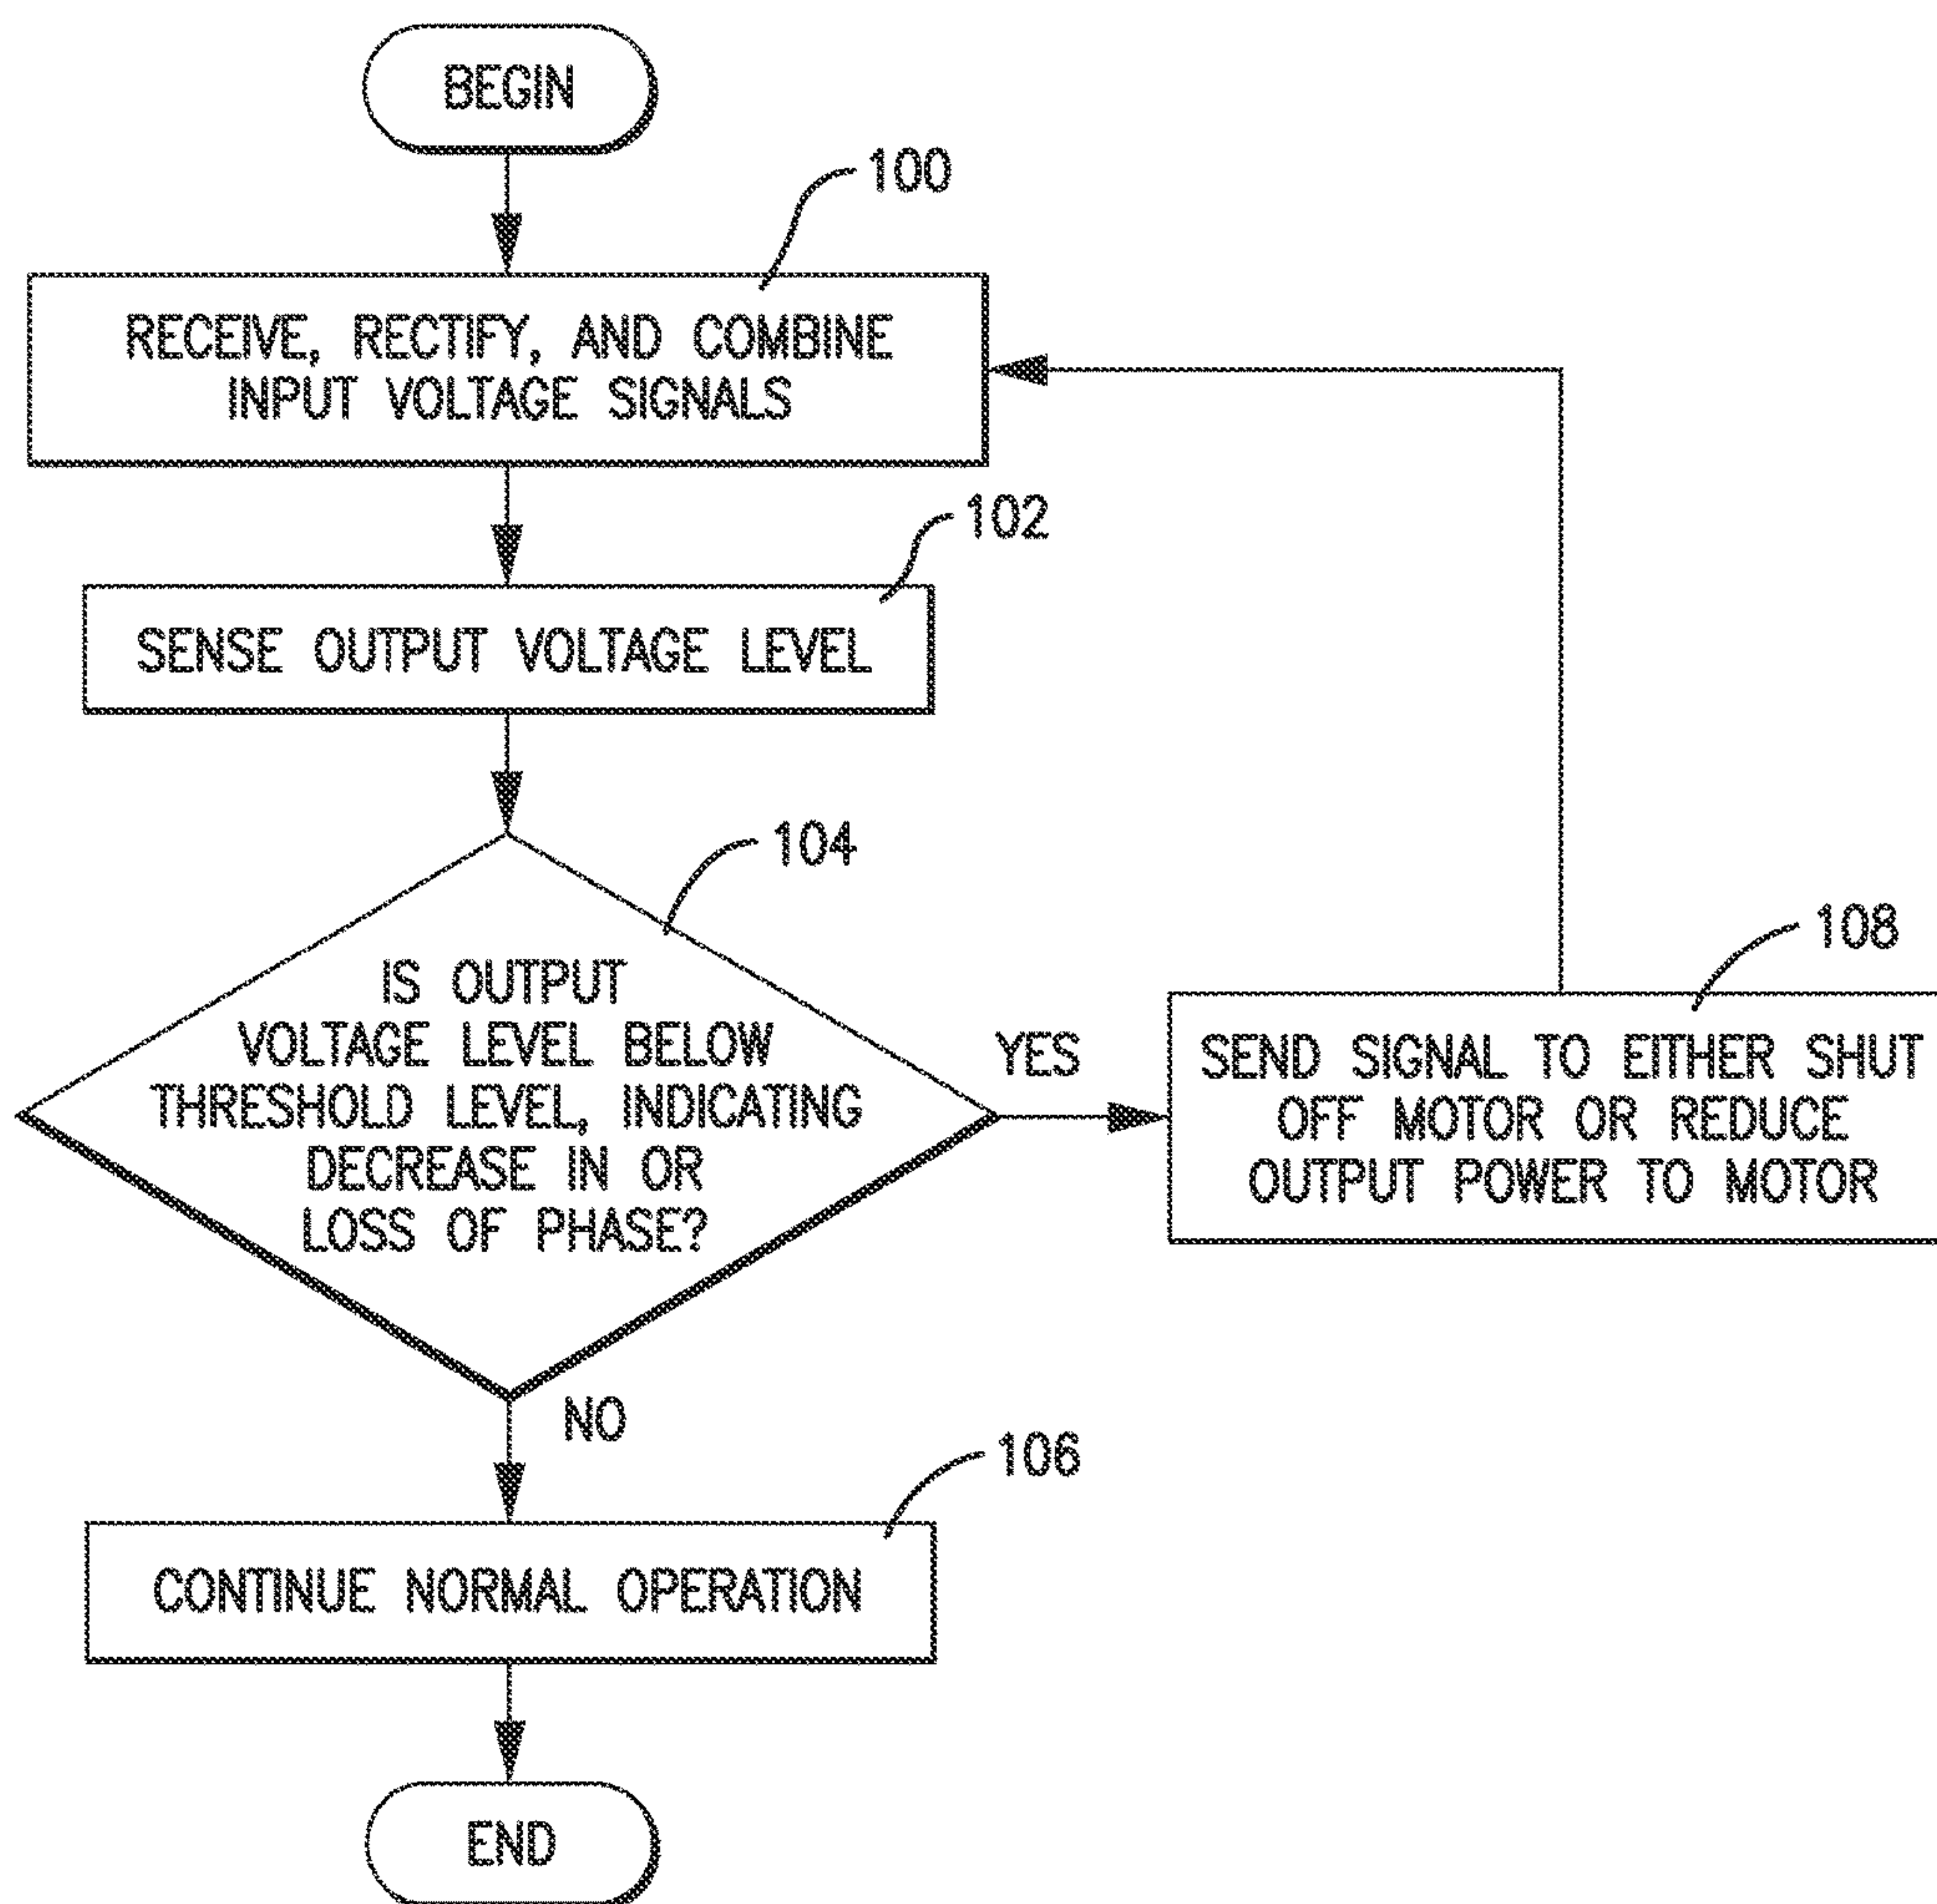 BEGIN
100
RECEIVE, RECTIFY, AND COMBINE
INPUT VOLTAGE SIGNALS
102
SENSE OUTPUT VOLTAGE LEVEL
104
IS OUTPUT
VOLTAGE LEVEL BELOW
THRESHOLD LEVEL, INDICATING
DECREASE IN OR
LOSS OF PHASE?
YES
108
SEND SIGNAL TO EITHER SHUT
OFF MOTOR OR REDUCE
OUTPUT POWER TO MOTOR
NO
106
CONTINUE NORMAL OPERATION
END